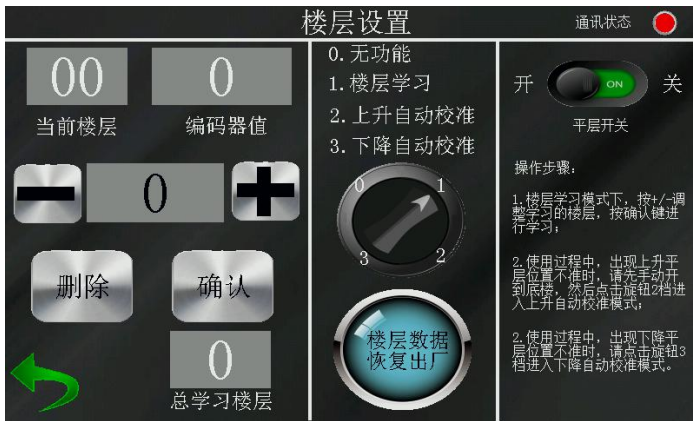 楼层设置
通讯状态
00
0
当前楼层
编码器值
0
删除
确认
0
总学习楼层
0.无功能
1.楼层学习
2.上升自动校准
3.下降自动校准
0
1
3
2
楼层数据
恢复出厂
开
ON
关
平层开关
操作步骤：
1.楼层学习模式下，按+/-调
整学习的楼层，按确认键进
行学习；
2.使用过程中，出现上升平
层位置不准时，请先手动开
到底楼，然后点击旋钮2档进
入上升自动校准模式；
2.使用过程中，出现下降平
层位置不准时，请点击旋钮3
档进入下降自动校准模式。